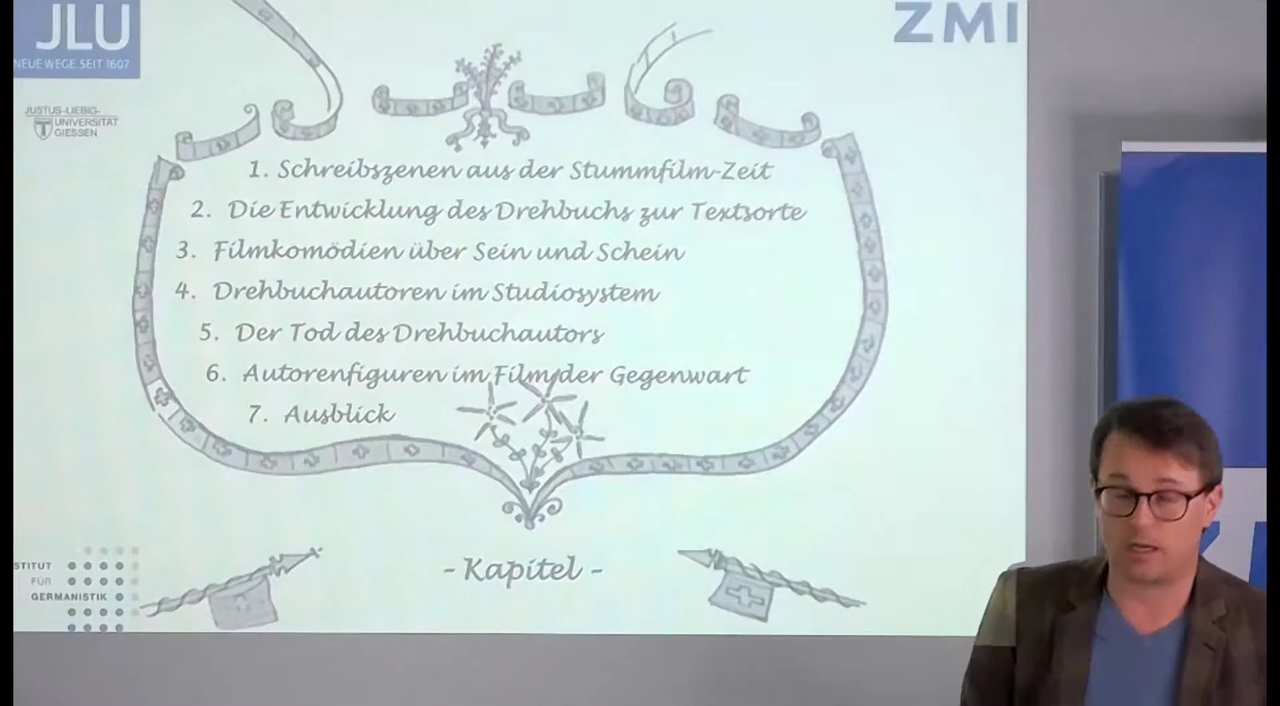 JLU
NEUE WEGE. SEIT 1607
JUSTUS-LIEBIG-
UNIVERSITÄT
GIESSEN
ZMI
1. Schreibszenen aus der Stummfilm-Zeit
2. Die Entwicklung des Drehbuchs zur Textsorte
3. Filmkomödien über Sein und Schein
4. Drehbuchautoren im Studiosystem
5. Der Tod des Drehbuchautors
6. Autorenfiguren im Film der Gegenwart
7. Ausblick
- Kapitel -
STITUT
FÜR
GERMANISTIK